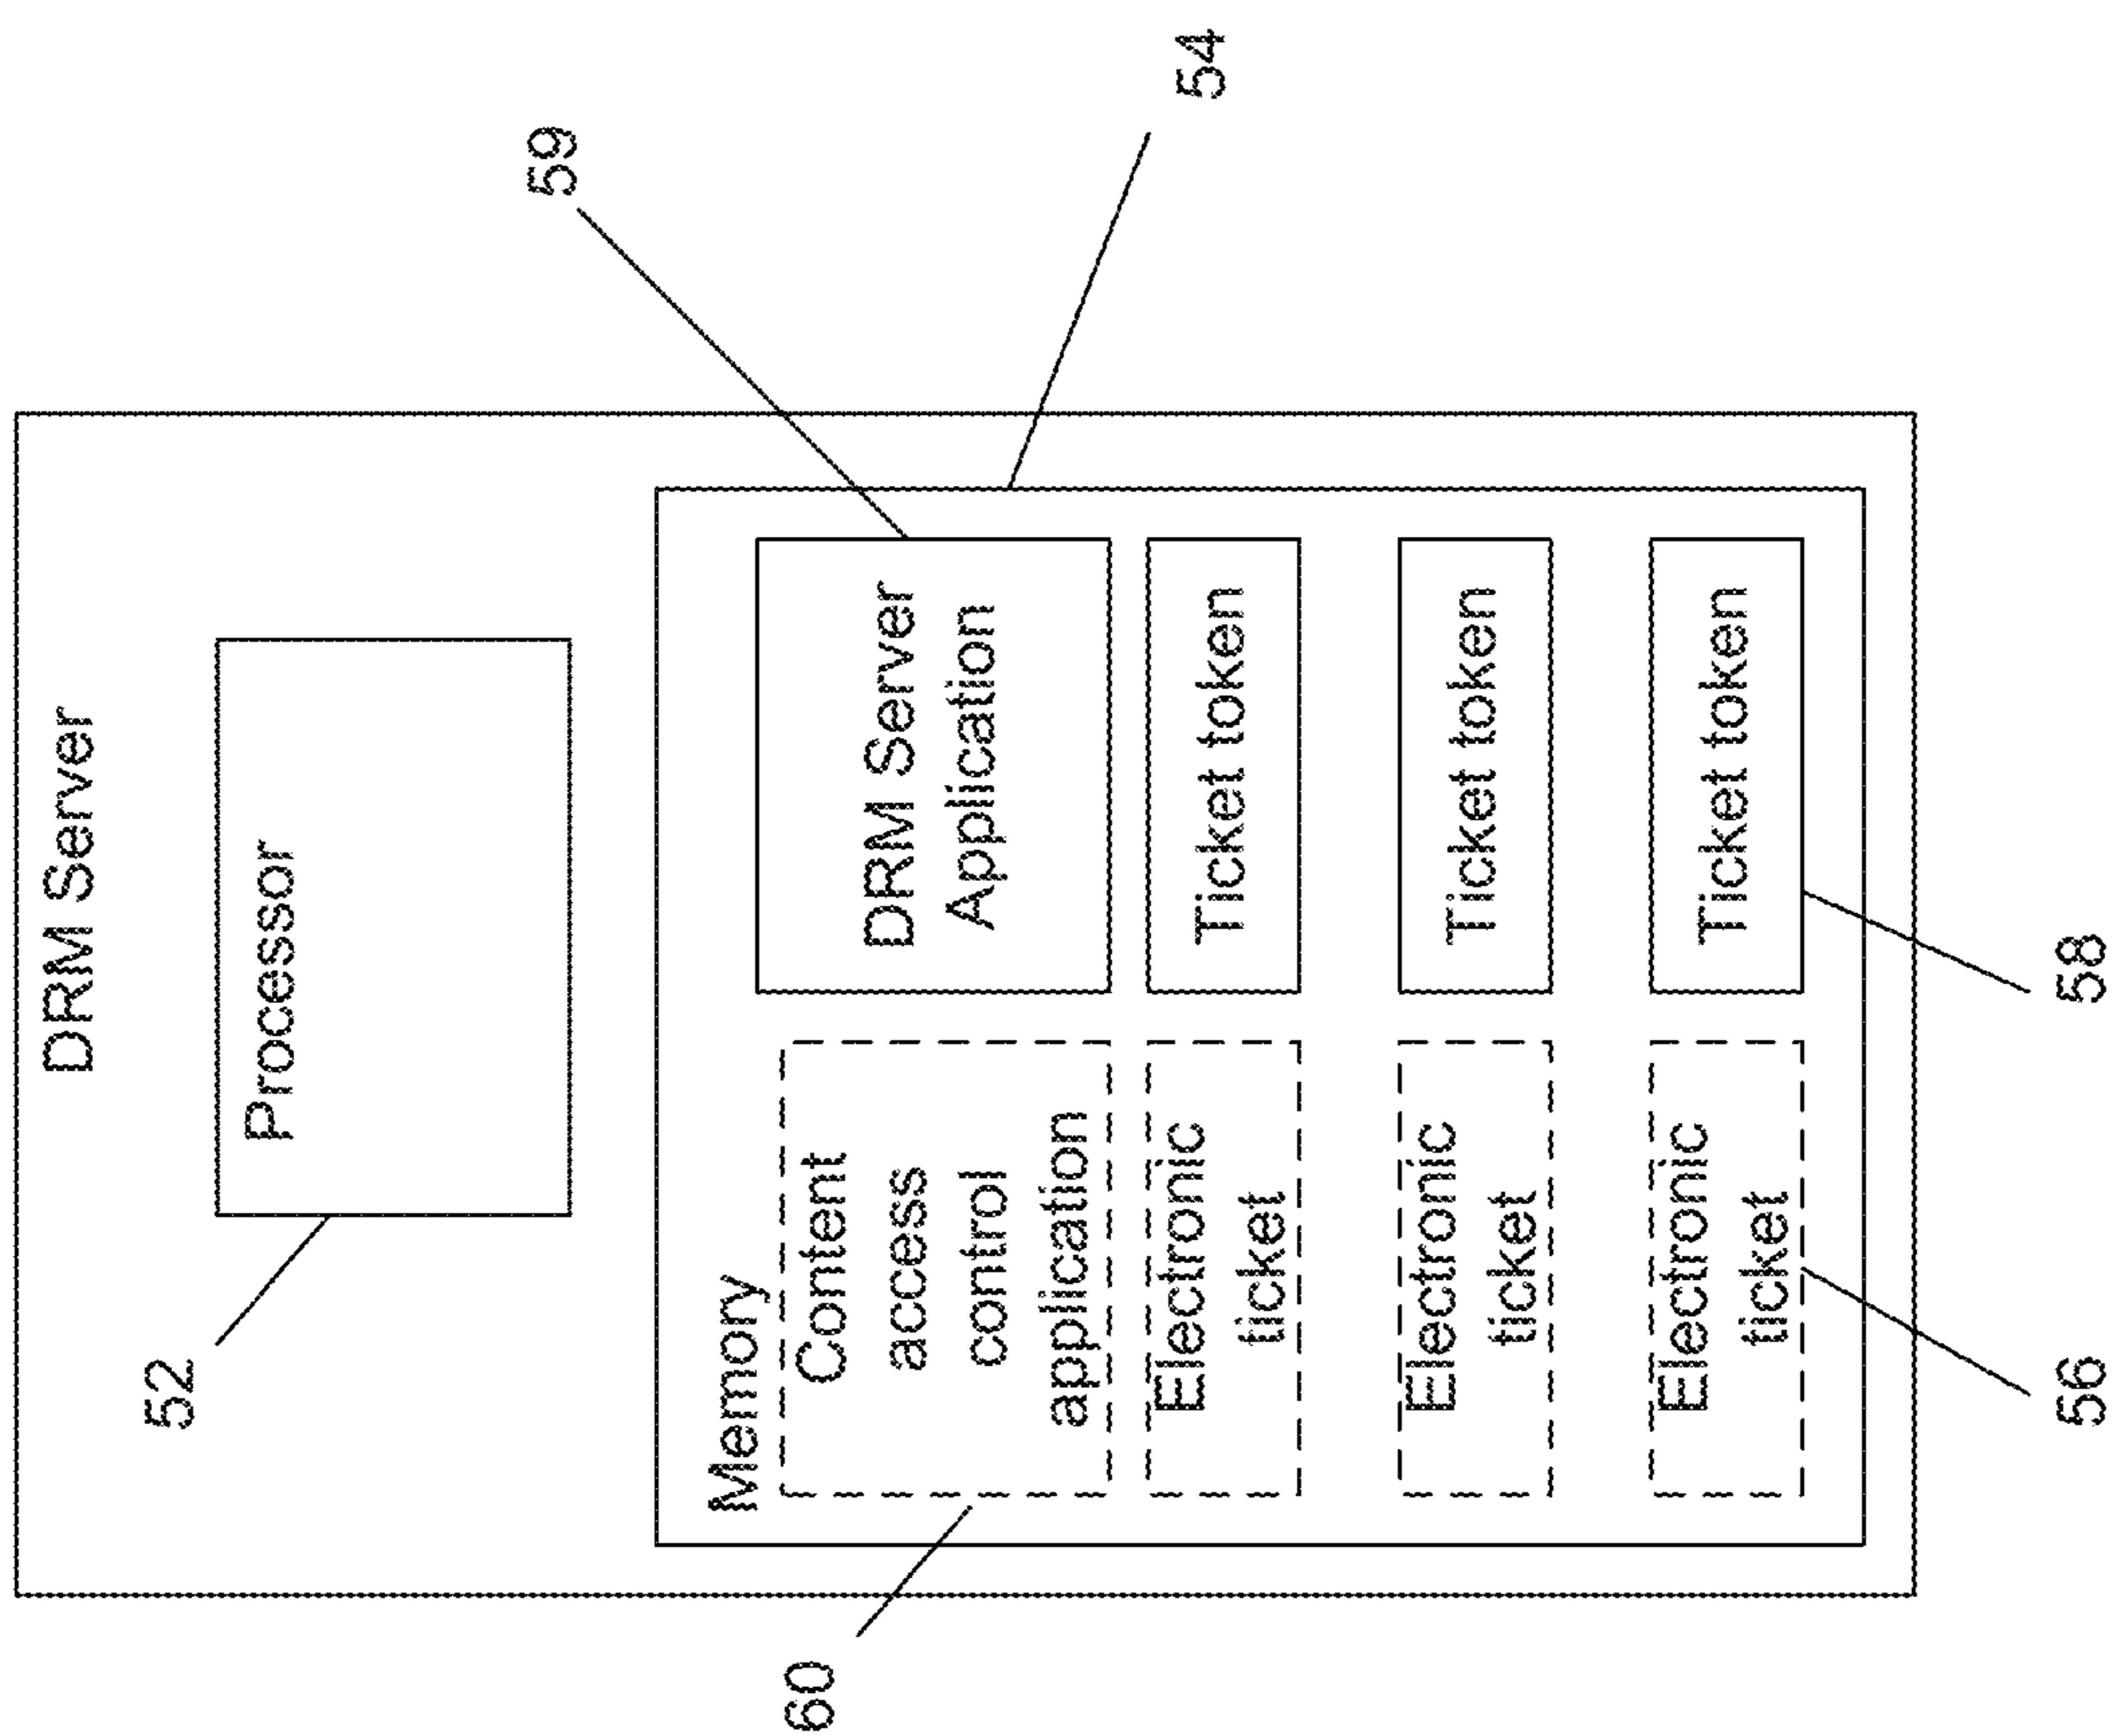 DRM Server
Processor
52
Memory
54
Content
access
control
application
60
DRM Server
Application
59
Electronic
ticket
Ticket token
Electronic
ticket
Ticket token
Electronic
ticket
56
Ticket token
58